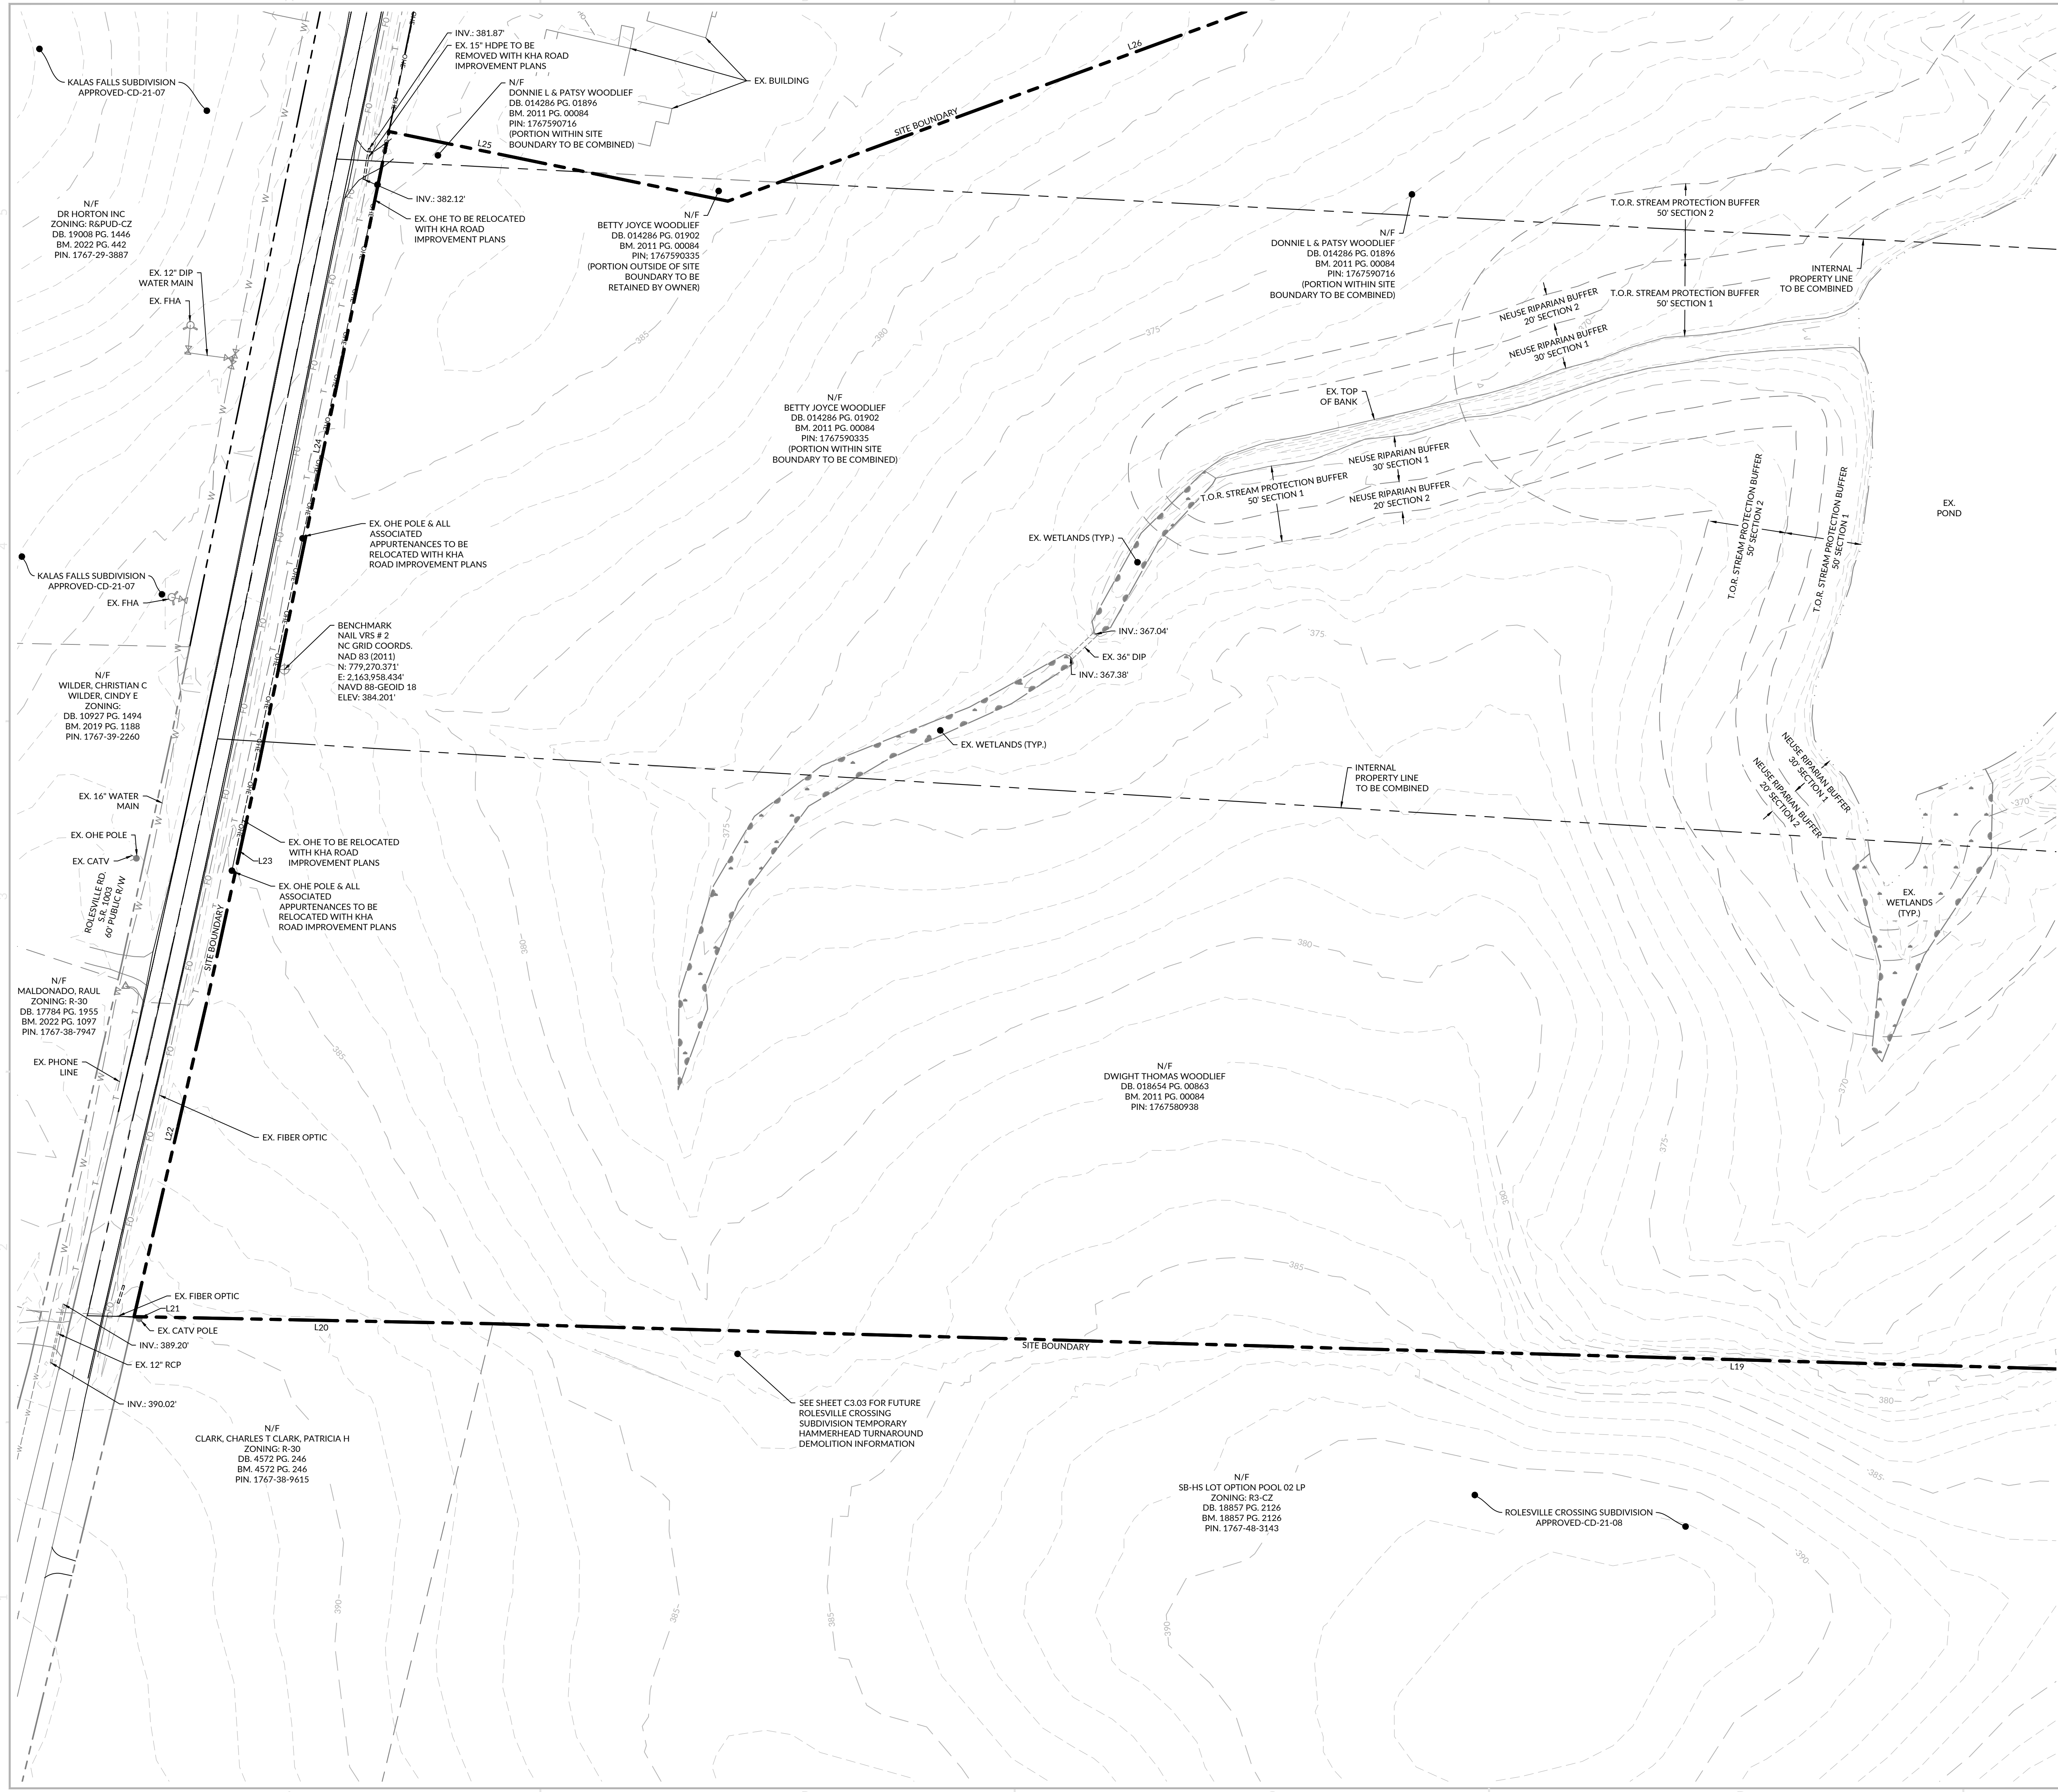 INV.: 381.87'
EX. 15" HDPE TO BE
REMOVED WITH KHA ROAD
IMPROVEMENT PLANS
L26
KALAS FALLS SUBDIVISION
APPROVED-CD-21-07
N/F
DONNIE L & PATSY WOODLIEF
DB. 014286 PG. 01896
BM. 2011 PG. 00084
PIN: 1767590716
(PORTION WITHIN SITE
BOUNDARY TO BE COMBINED)
EX. BUILDING
SITE BOUNDARY
L25
INV.: 382.12'
EX. OHE TO BE RELOCATED
WITH KHA ROAD
IMPROVEMENT PLANS
N/F
DR HORTON INC
ZONING: R&PUD-CZ
DB. 19008 PG. 1446
BM. 2022 PG. 442
PIN. 1767-29-3887
N/F
BETTY JOYCE WOODLIEF
DB. 014286 PG. 01902
BM. 2011 PG. 00084
PIN; 1767590335
(PORTION OUTSIDE OF SITE
BOUNDARY TO BE
RETAINED BY OWNER)
N/F
DONNIE L & PATSY WOODLIEF
DB. 014286 PG. 01896
BM. 2011 PG. 00084
PIN: 1767590716
(PORTION WITHIN SITE
BOUNDARY TO BE COMBINED)
T.O.R. STREAM PROTECTION BUFFER
50' SECTION 2
INTERNAL
PROPERTY LINE
TO BE COMBINED
T.O.R. STREAM PROTECTION BUFFER
50' SECTION 1
NEUSE RIPARIAN BUFFER
20' SECTION 2
NEUSE RIPARIAN BUFFER
30' SECTION 1
370
EX. 12" DIP
WATER MAIN
EX. FHA
385
380
375
N/F
BETTY JOYCE WOODLIEF
DB. 014286 PG. 01902
BM. 2011 PG. 00084
PIN: 1767590335
(PORTION WITHIN SITE
BOUNDARY TO BE COMBINED)
EX. TOP
OF BANK
L24
NEUSE RIPARIAN BUFFER
30' SECTION 1
T.O.R. STREAM PROTECTION BUFFER
50' SECTION 1
NEUSE RIPARIAN BUFFER
20' SECTION 2
T.O.R. STREAM PROTECTION BUFFER
50' SECTION 2
T.O.R. STREAM PROTECTION BUFFER
50' SECTION 1
EX.
POND
EX. OHE POLE & ALL
ASSOCIATED
APPURTENANCES TO BE
RELOCATED WITH KHA
ROAD IMPROVEMENT PLANS
EX. WETLANDS (TYP.)
KALAS FALLS SUBDIVISION
APPROVED-CD-21-07
EX. FHA
BENCHMARK
NAIL VRS # 2
NC GRID COORDS.
NAD 83 (2011)
N: 779,270.371'
E: 2,163,958.434'
NAVD 88-GEOID 18
ELEV: 384.201'
INV.: 367.04'
375
EX. 36" DIP
INV.: 367.38'
N/F
WILDER, CHRISTIAN C
WILDER, CINDY E
ZONING:
DB. 10927 PG. 1494
BM. 2019 PG. 1188
PIN. 1767-39-2260
EX. WETLANDS (TYP.)
INTERNAL
PROPERTY LINE
TO BE COMBINED
NEUSE RIPARIAN BUFFER
30' SECTION 1
NEUSE RIPARIAN BUFFER
20' SECTION 2
370
EX. 16" WATER
MAIN
375
EX. OHE POLE
EX. CATV
EX. OHE TO BE RELOCATED
WITH KHA ROAD
IMPROVEMENT PLANS
L23
EX. OHE POLE & ALL
ASSOCIATED
APPURTENANCES TO BE
RELOCATED WITH KHA
ROAD IMPROVEMENT PLANS
ROLESVILLE RD.
S.R. 1003
60' PUBLIC R/W
SITE BOUNDARY
EX.
WETLANDS
(TYP.)
380
380
N/F
MALDONADO, RAUL
ZONING: R-30
DB. 17784 PG. 1955
BM. 2022 PG. 1097
PIN. 1767-38-7947
385
EX. PHONE
LINE
N/F
DWIGHT THOMAS WOODLIEF
DB. 018654 PG. 00863
BM. 2011 PG. 00084
PIN: 1767580938
370
L22
EX. FIBER OPTIC
375
380
385
EX. FIBER OPTIC
L21
EX. CATV POLE
L20
INV.: 389.20'
EX. 12" RCP
INV.: 390.02'
SITE BOUNDARY
L19
380
SEE SHEET C3.03 FOR FUTURE
ROLESVILLE CROSSING
SUBDIVISION TEMPORARY
HAMMERHEAD TURNAROUND
DEMOLITION INFORMATION
N/F
CLARK, CHARLES T CLARK, PATRICIA H
ZONING: R-30
DB. 4572 PG. 246
BM. 4572 PG. 246
PIN. 1767-38-9615
N/F
SB-HS LOT OPTION POOL 02 LP
ZONING: R3-CZ
DB. 18857 PG. 2126
BM. 18857 PG. 2126
PIN. 1767-48-3143
385
ROLESVILLE CROSSING SUBDIVISION
APPROVED-CD-21-08
390
390
385
385
390